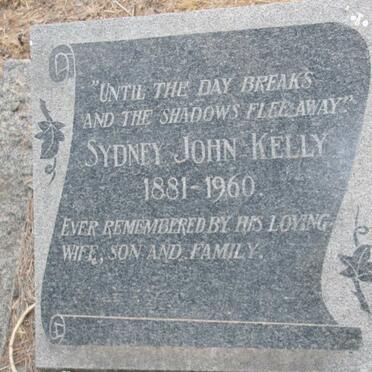 "UNTIL THE DAY BREAKS
AND THE SHADOWS FLEE AWAY".
SYDNEY JOHN KELLY
1881-1960.
EVER REMEMBERED BY HIS LOVING
WIFE, SON AND FAMILY.